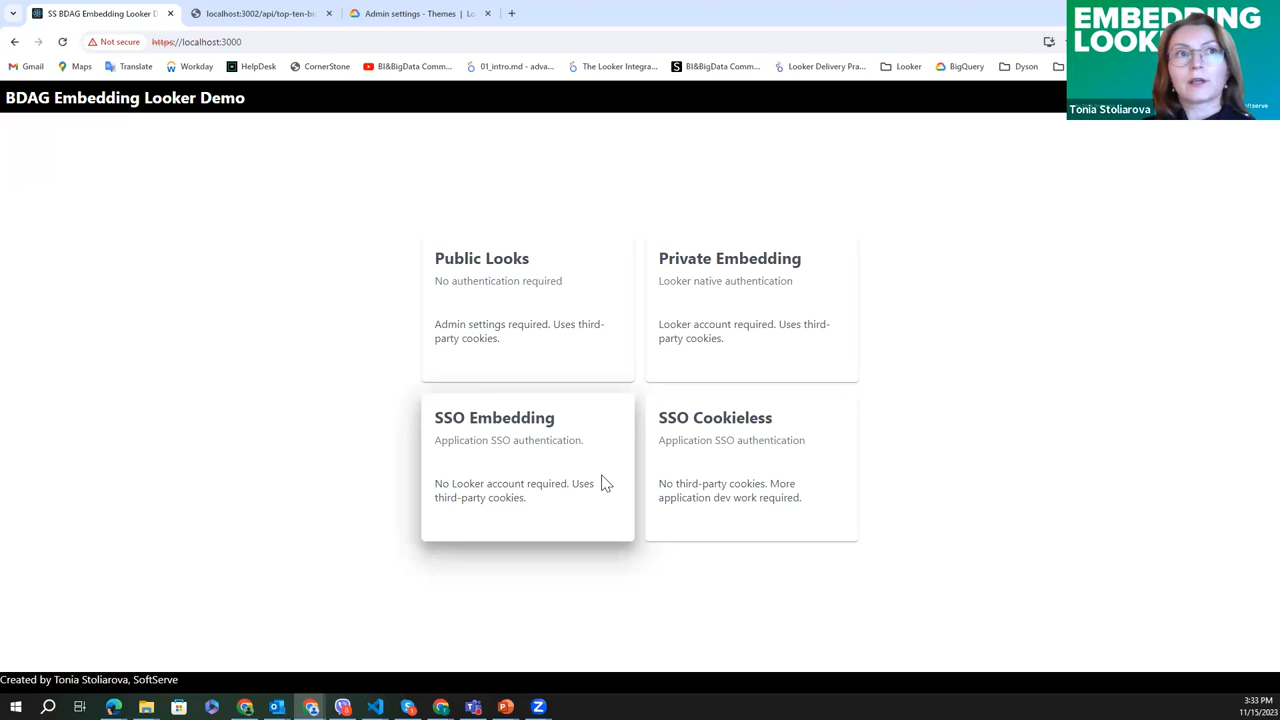 SS BDAG Embedding Looker D
localhost:3002/api/top-ten-br
Admin settings - Themes
Not secure
https://localhost:3000
Gmail
Maps
Translate
Workday
HelpDesk
CornerStone
BI&BigData Comm...
01_intro.md - adva...
The Looker Integra...
BI&BigData Comm...
Looker Delivery Pra...
Looker
BigQuery
Dyson
EMBEDDING
LOOK
Tonia Stoliarova
BDAG Embedding Looker Demo
Public Looks
No authentication required
Admin settings required. Uses third-
party cookies.
Private Embedding
Looker native authentication
Looker account required. Uses third-
party cookies.
SSO Embedding
Application SSO authentication.
No Looker account required. Uses
third-party cookies.
SSO Cookieless
Application SSO authentication
No third-party cookies. More
application dev work required.
Created by Tonia Stoliarova, SoftServe
3:33 PM
11/15/2023